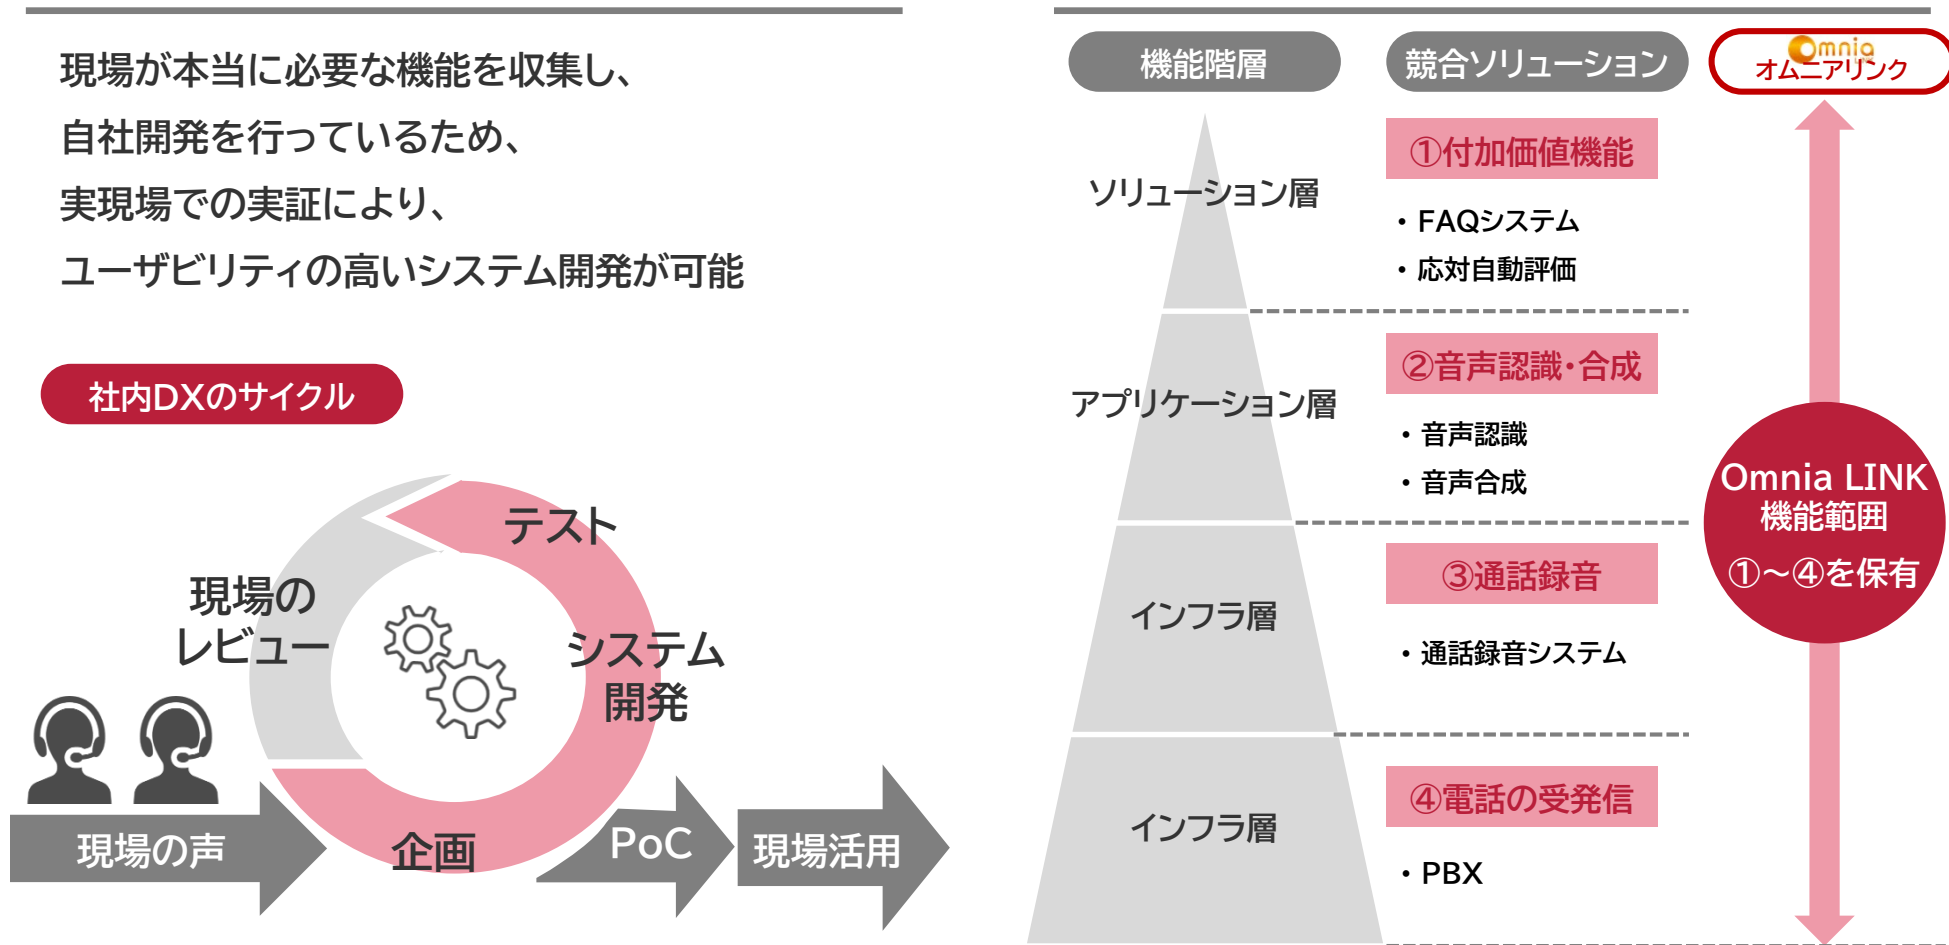 現場が本当に必要な機能を収集し、
自社開発を行っているため、
実現場での実証により、
ユーザビリティの高いシステム開発が可能
社内DXのサイクル
テスト
現場の
レビュー
システム
開発
企画
現場の声
PoC
現場活用
機能階層
競合ソリューション
Omnia
オムニアリンク
ソリューション層
①付加価値機能
・FAQシステム
・応対自動評価
アプリケーション層
②音声認識・合成
・音声認識
・音声合成
インフラ層
③通話録音
・通話録音システム
インフラ層
④電話の受発信
・PBX
Omnia LINK
機能範囲
①～④を保有